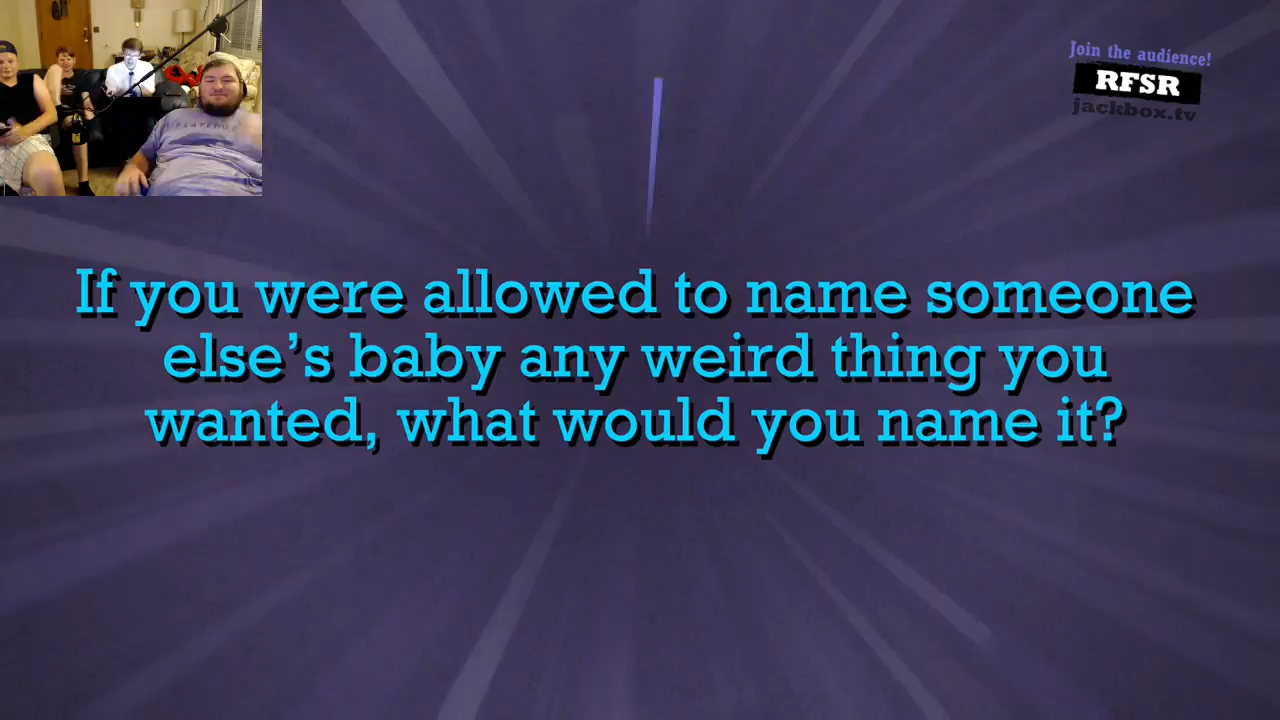 Join the audience!
RFSR
jackbox.tv
If you were allowed to name someone
else's baby any weird thing you
wanted, what would you name it?